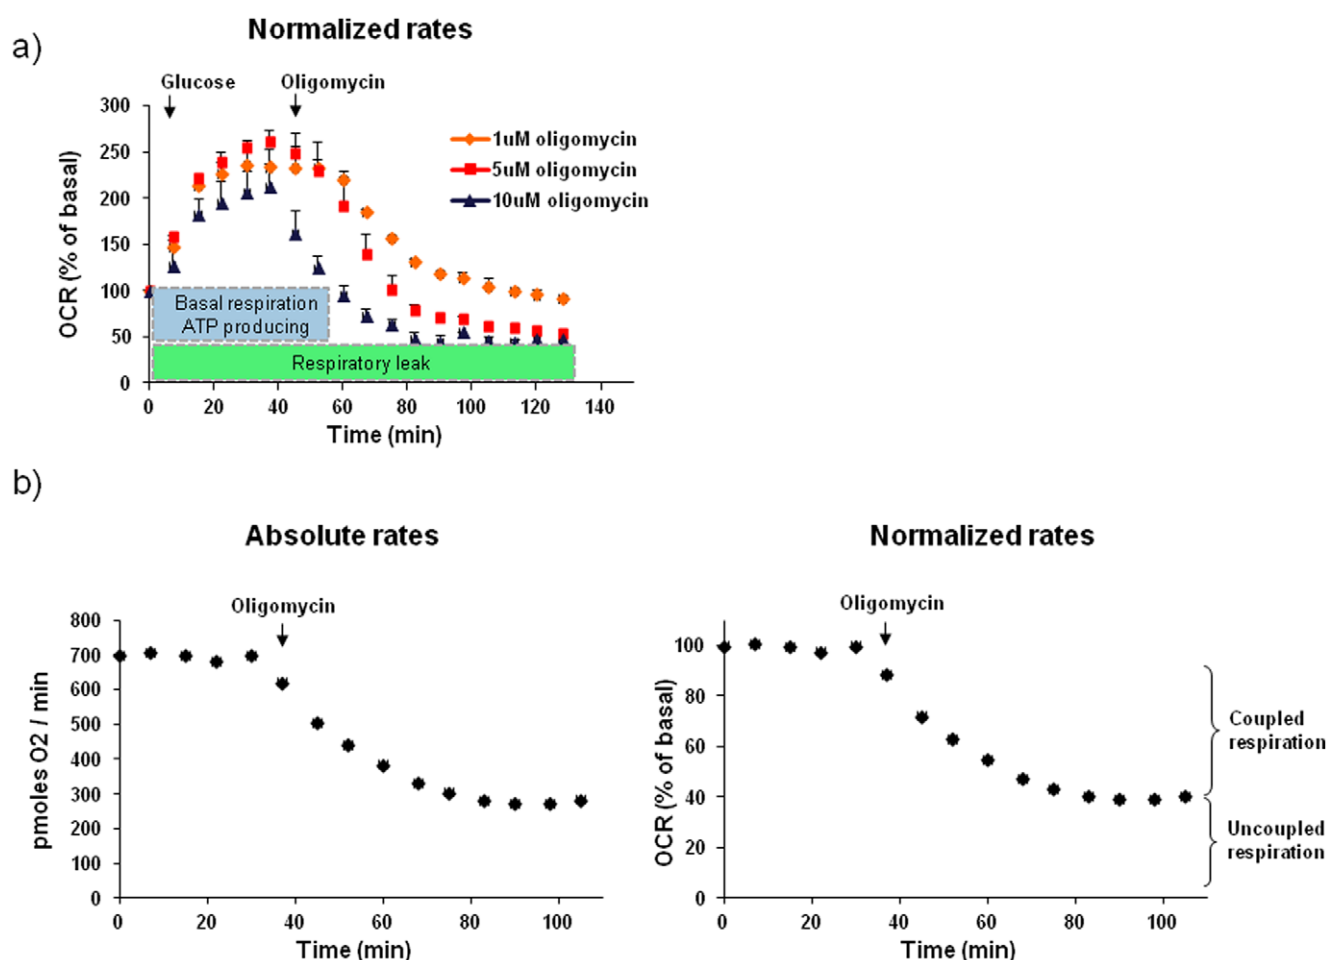 a)
Normalized rates
Glucose
Oligomycin
300
250
200
150
100
50
0
OCR (% of basal)
1uM oligomycin
5uM oligomycin
10uM oligomycin
Basal respiration
ATP producing
Respiratory leak
0 20 40 60 80 100 120 140
Time (min)
b)
Absolute rates
Oligomycin
800
700
600
500
400
300
200
100
0
pmoles O2 / min
0 20 40 60 80 100
Time (min)
Normalized rates
Oligomycin
100
80
60
40
20
0
OCR (% of basal)
Coupled
respiration
Uncoupled
respiration
0 20 40 60 80 100
Time (min)